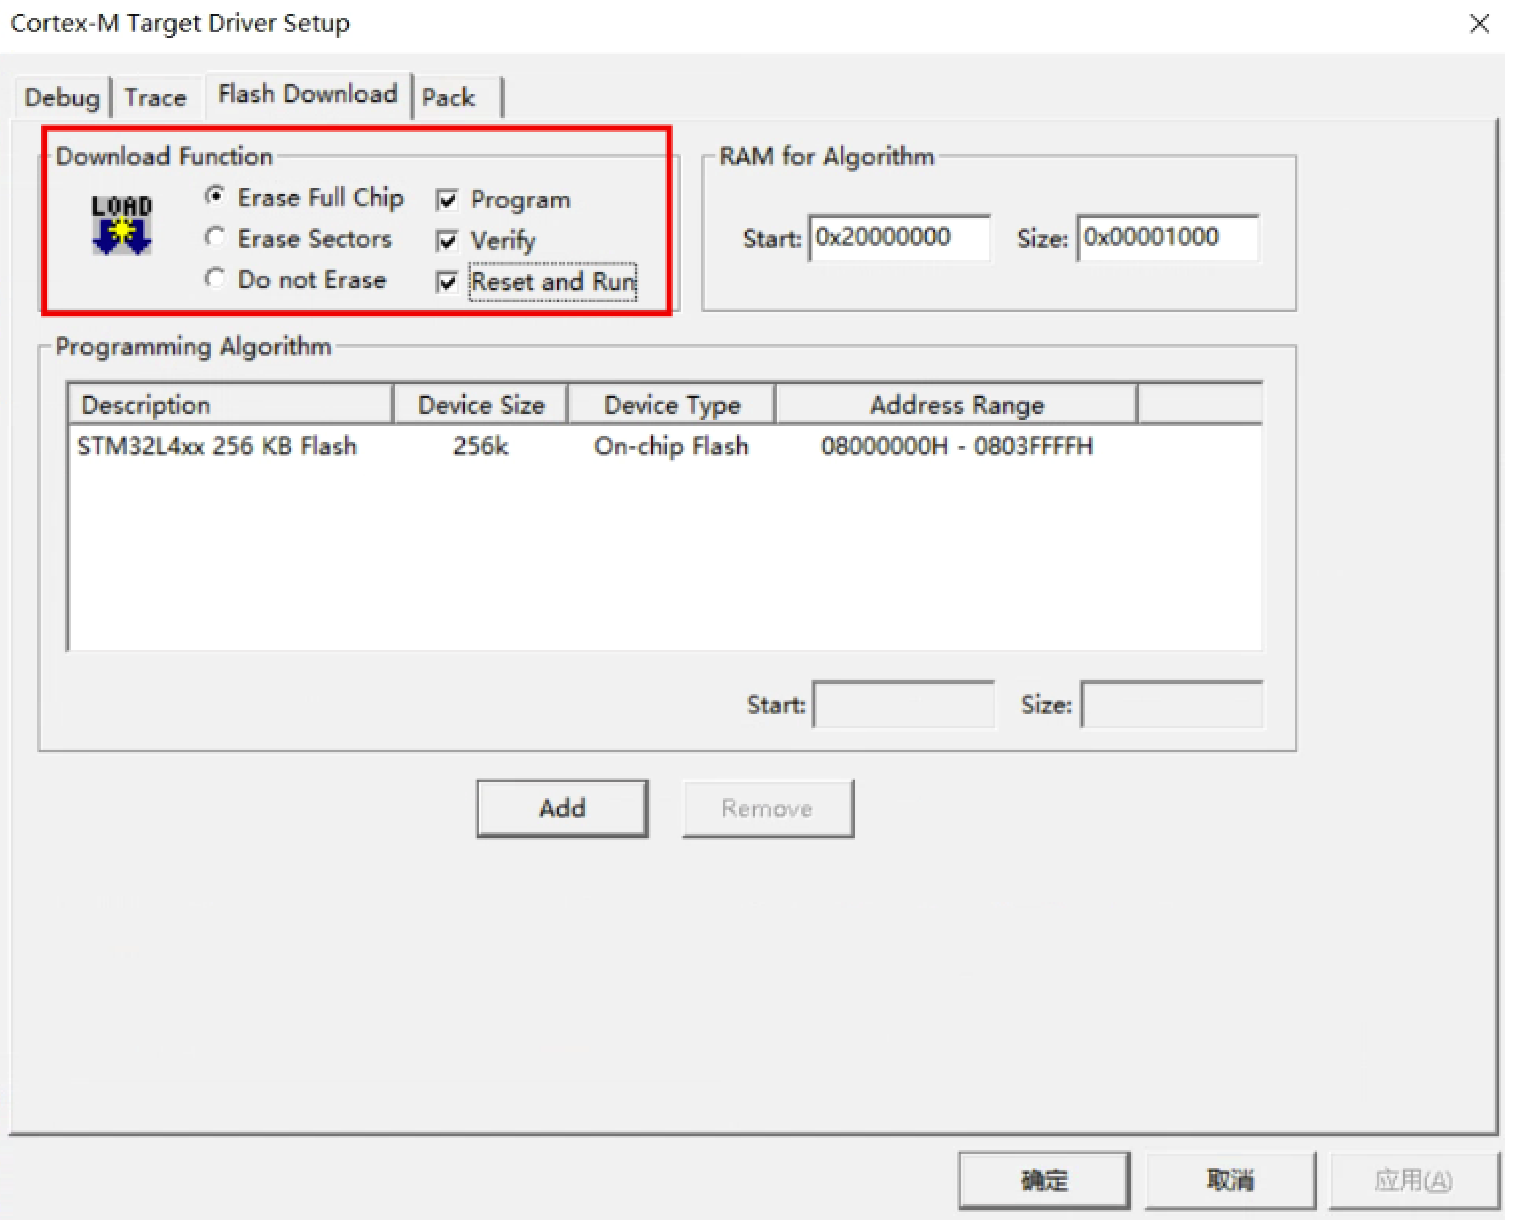 Cortex-M Target Driver Setup
Debug Trace Flash Download Pack
Download Function
LOAD
Erase Full Chip
Erase Sectors
Do not Erase
Program
Verify
Reset and Run
RAM for Algorithm
Start: 0x20000000 Size: 0x00001000
Programming Algorithm
Description Device Size Device Type Address Range
STM32L4xx 256 KB Flash 256k On-chip Flash 08000000H - 0803FFFFH
Start: Size:
Add Remove
确定 取消 应用(A)